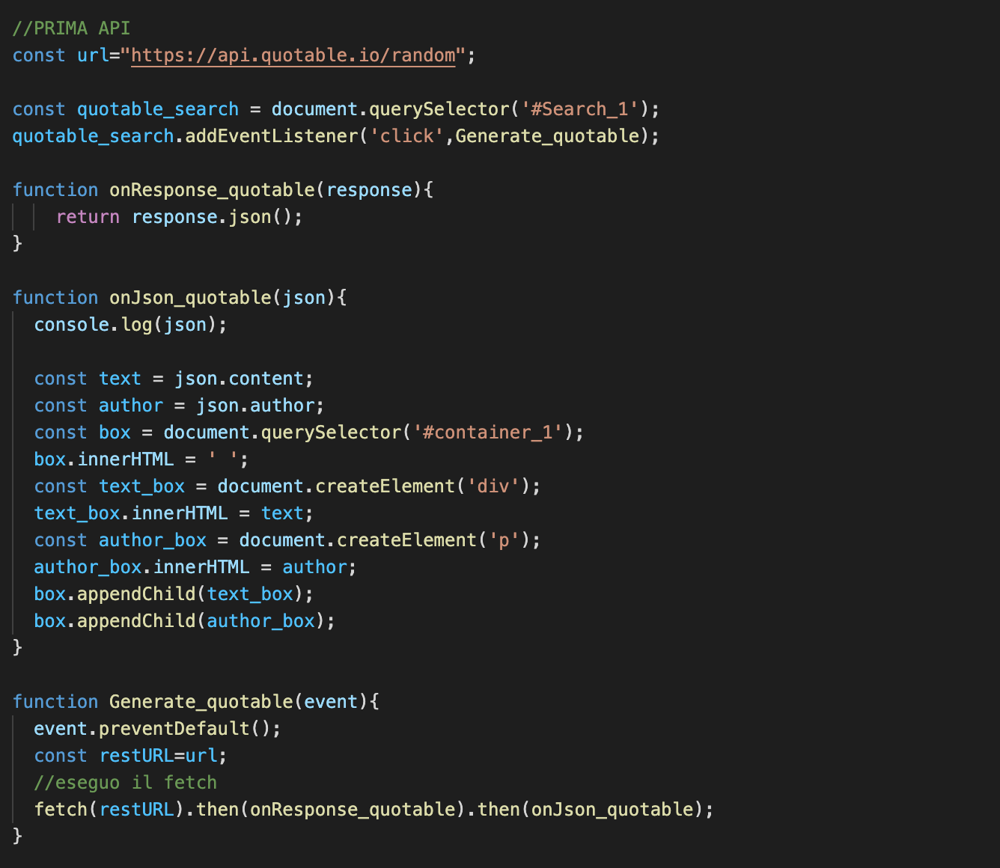 //PRIMA API
const url="https://api.quotable.io/random";

const quotable_search = document.querySelector('#Search_1');
quotable_search.addEventListener('click',Generate_quotable);

function onResponse_quotable(response){
    return response.json();
}

function onJson_quotable(json){
  console.log(json);

  const text = json.content;
  const author = json.author;
  const box = document.querySelector('#container_1');
  box.innerHTML = ' ';
  const text_box = document.createElement('div');
  text_box.innerHTML = text;
  const author_box = document.createElement('p');
  author_box.innerHTML = author;
  box.appendChild(text_box);
  box.appendChild(author_box);
}

function Generate_quotable(event){
  event.preventDefault();
  const restURL=url;
  //eseguo il fetch
  fetch(restURL).then(onResponse_quotable).then(onJson_quotable);
}